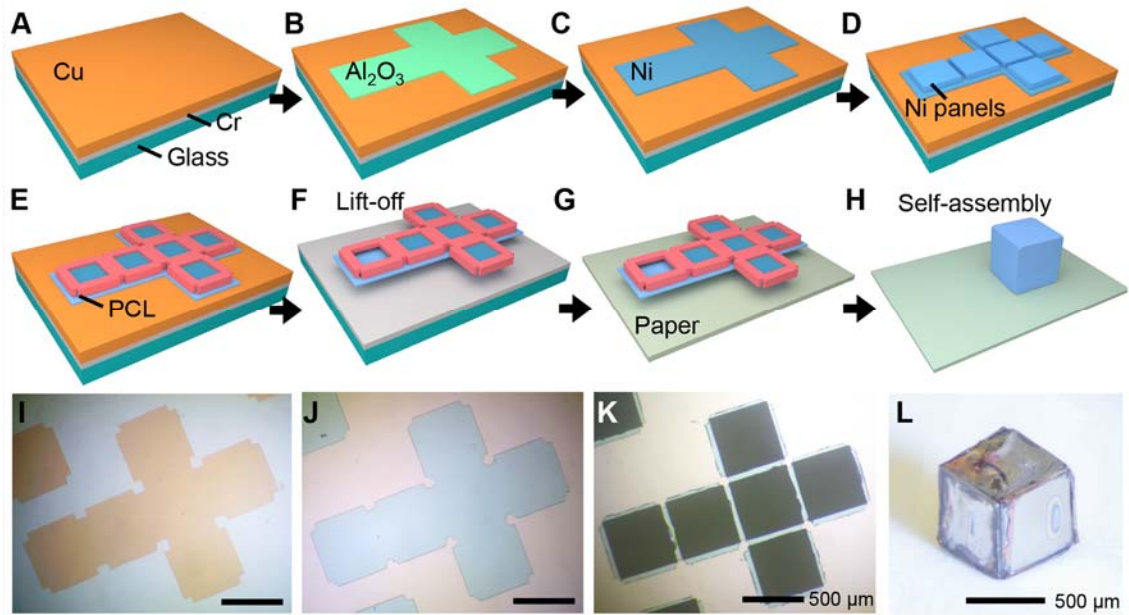 A
B
C
D
Cu
Al₂O₃
Ni
Ni panels
Cr
Glass
E
F
Lift-off
G
H
Self-assembly
PCL
Paper
I
J
K
L
500 µm
500 µm